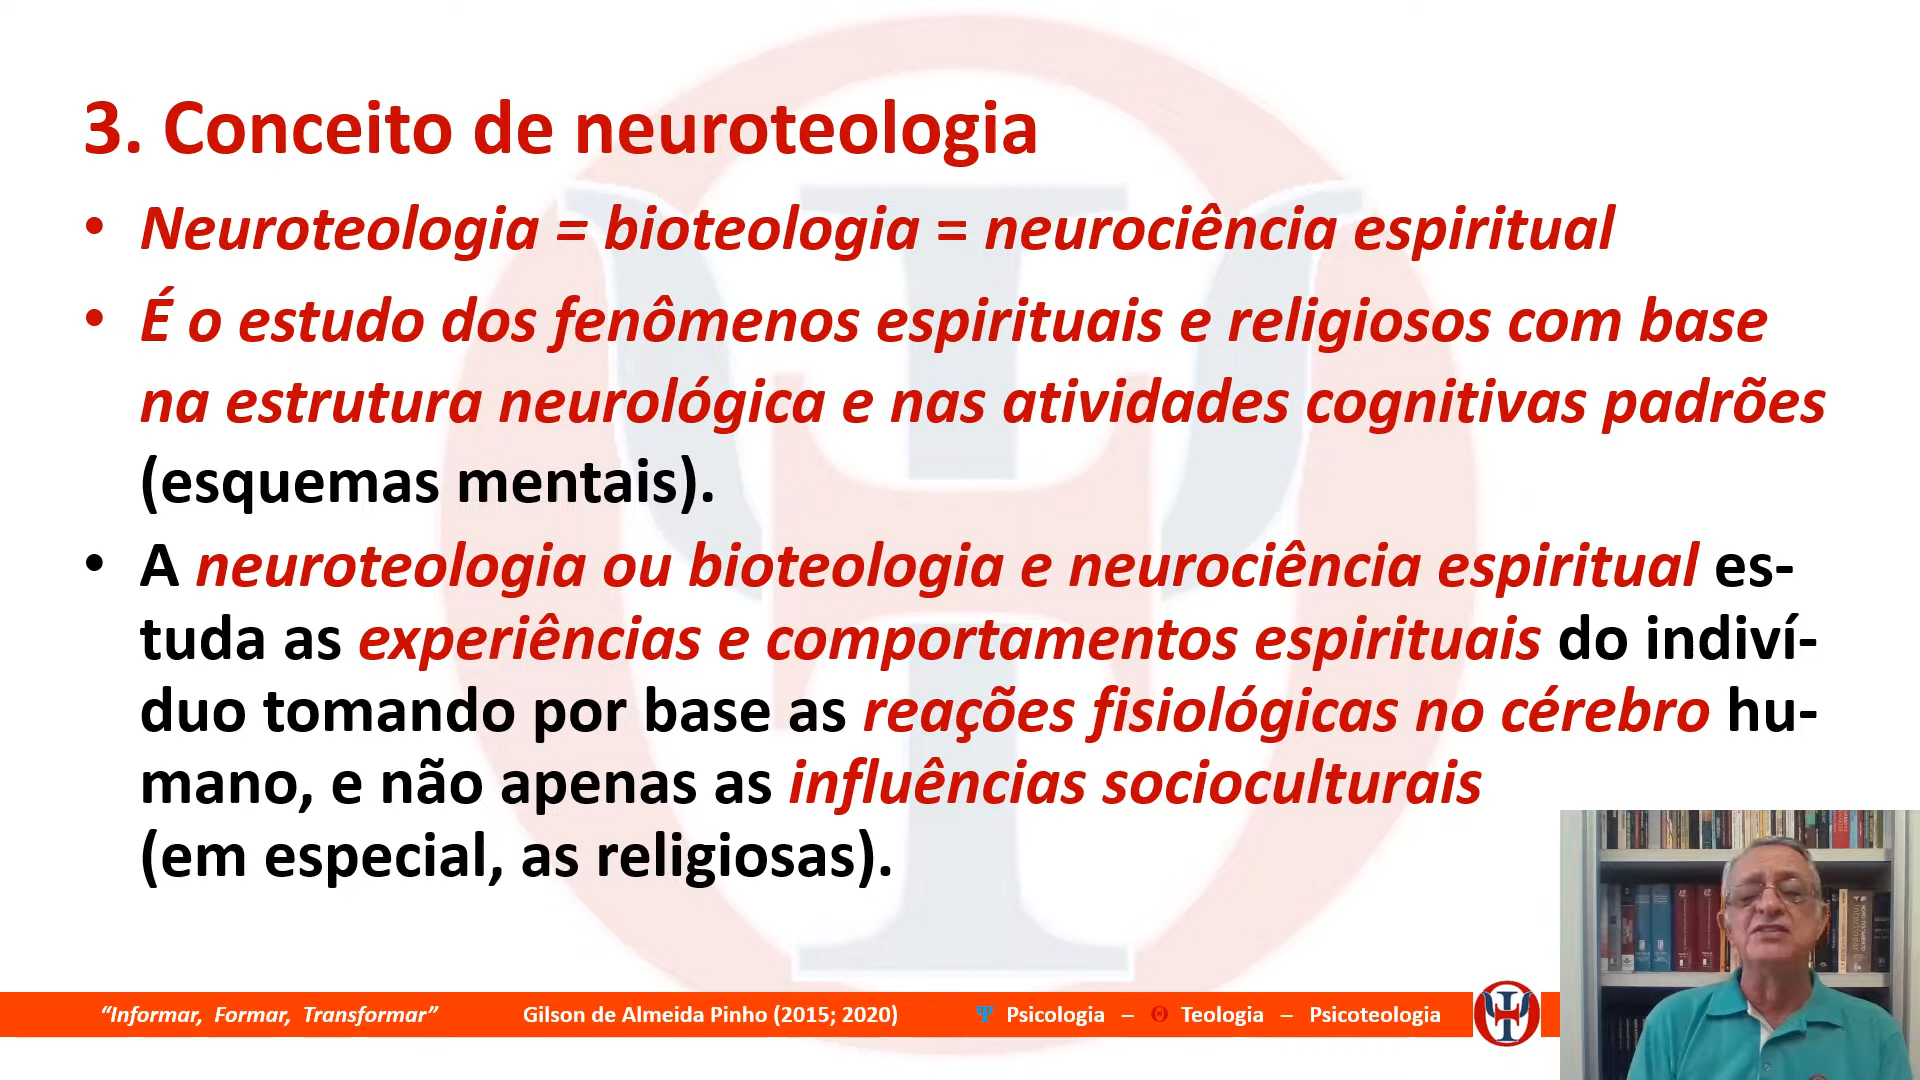 3. Conceito de neuroteologia
• Neuroteologia = bioteologia = neurociência espiritual
• É o estudo dos fenômenos espirituais e religiosos com base
na estrutura neurológica e nas atividades cognitivas padrões
(esquemas mentais).
• A neuroteologia ou bioteologia e neurociência espiritual es-
tuda as experiências e comportamentos espirituais do indiví-
duo tomando por base as reações fisiológicas no cérebro hu-
mano, e não apenas as influências socioculturais
(em especial, as religiosas).
“Informar, Formar, Transformar” Gilson de Almeida Pinho (2015; 2020) Ψ Psicologia – Θ Teologia – Psicoteologia